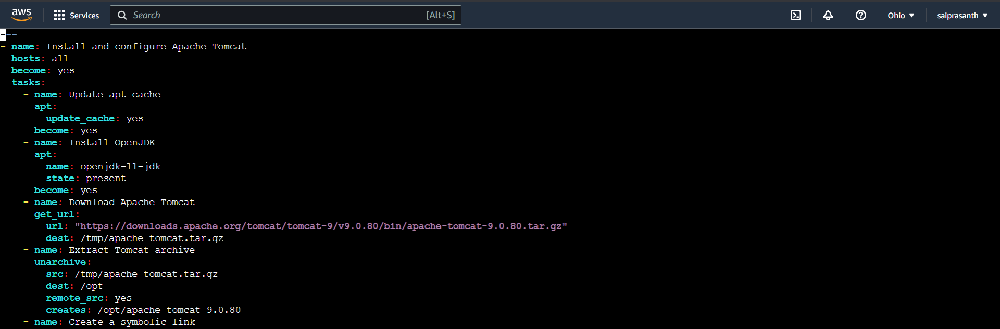 aws Services Search [Alt+S] Ohio ▼ saiprasanth ▼
---
- name: Install and configure Apache Tomcat
  hosts: all
  become: yes
  tasks:
    - name: Update apt cache
      apt:
        update_cache: yes
      become: yes
    - name: Install OpenJDK
      apt:
        name: openjdk-11-jdk
        state: present
      become: yes
    - name: Download Apache Tomcat
      get_url:
        url: "https://downloads.apache.org/tomcat/tomcat-9/v9.0.80/bin/apache-tomcat-9.0.80.tar.gz"
        dest: /tmp/apache-tomcat.tar.gz
    - name: Extract Tomcat archive
      unarchive:
        src: /tmp/apache-tomcat.tar.gz
        dest: /opt
        remote_src: yes
        creates: /opt/apache-tomcat-9.0.80
    - name: Create a symbolic link